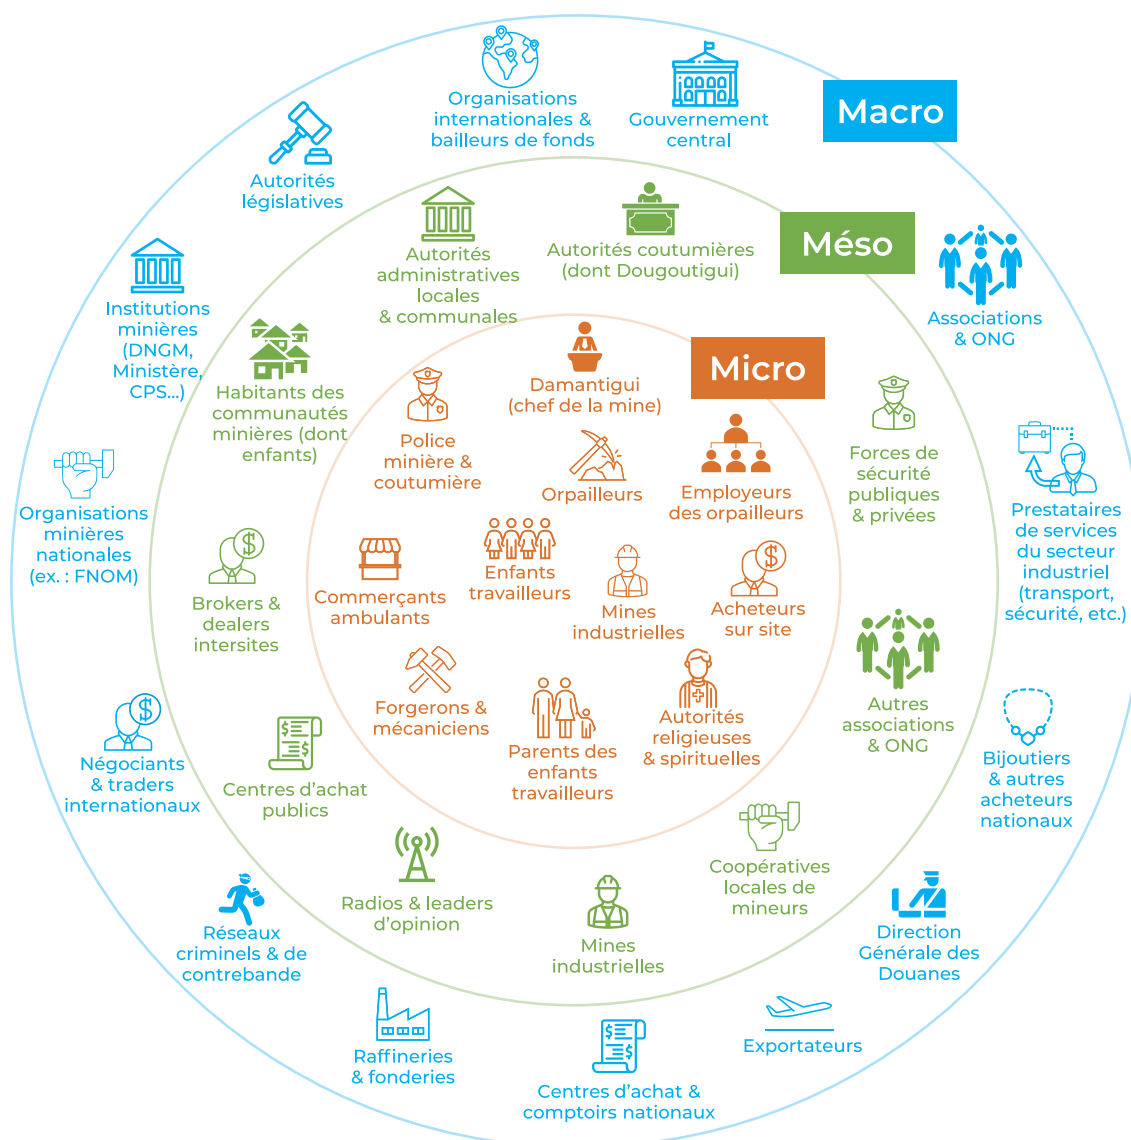 Organisations
internationales &
bailleurs de fonds
Gouvernement
central
Macro
Autorités
législatives
Autorités
administratives
locales
& communales
Autorités coutumières
(dont Dougoutigui)
Méso
Associations
& ONG
Institutions
minières
(DNGM,
Ministère,
CPS...)
Habitants des
communautés
minières (dont
enfants)
Damantigui
(chef de la mine)
Micro
Police
minière &
coutumière
Orpailleurs
Employeurs
des orpailleurs
Forces de
sécurité
publiques
& privées
Organisations
minières
nationales
(ex. : FNOM)
Prestataires
de services
du secteur
industriel
(transport,
sécurité, etc.)
Brokers &
dealers
intersites
Commerçants
ambulants
Enfants
travailleurs
Mines
industrielles
$
Acheteurs
sur site
$
Forgerons &
mécaniciens
Parents des
enfants
travailleurs
Autorités
religieuses
& spirituelles
Autres
associations
& ONG
$
Négociants
& traders
internationaux
$
$
Centres d'achat
publics
Bijoutiers
& autres
acheteurs
nationaux
Radios & leaders
d'opinion
Mines
industrielles
Coopératives
locales de
mineurs
Réseaux
criminels & de
contrebande
Direction
Générale des
Douanes
Raffineries
& fonderies
$
$
Centres d'achat &
comptoirs nationaux
Exportateurs